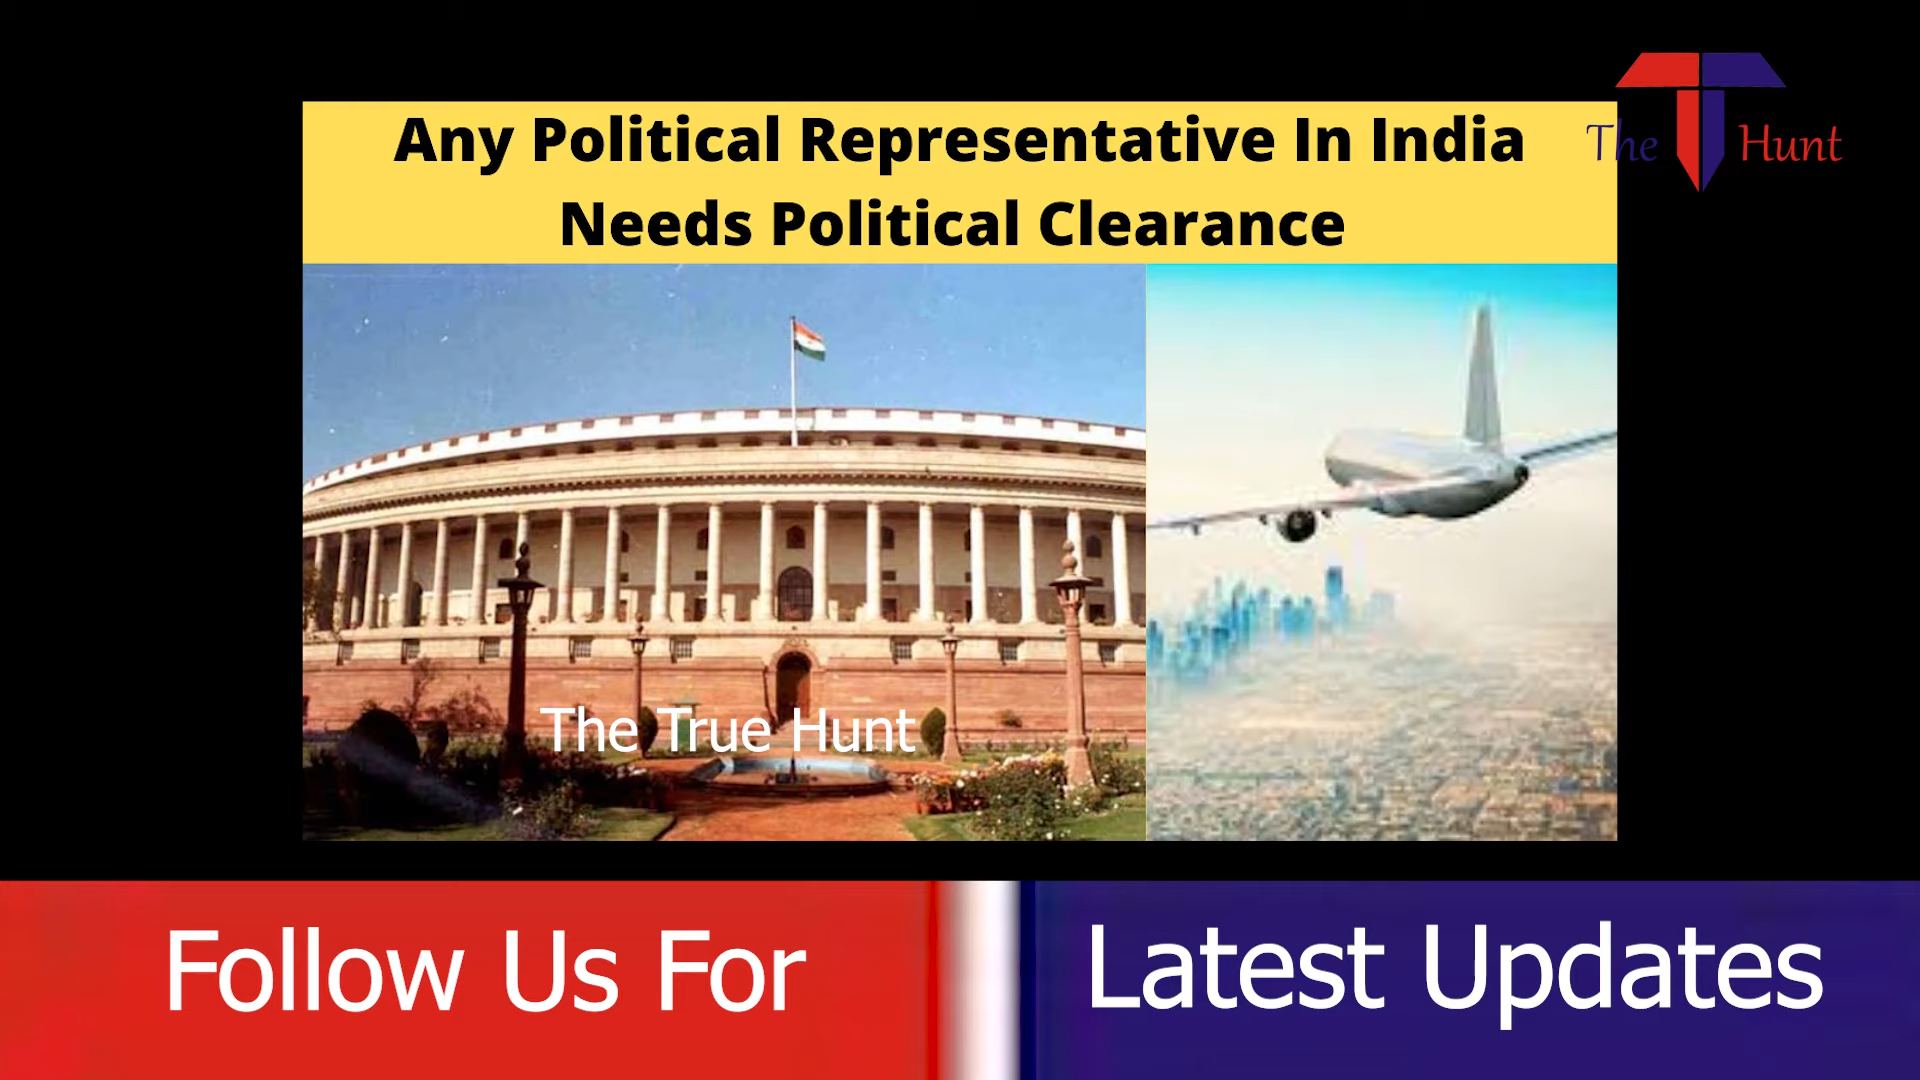 Any Political Representative In India
Needs Political Clearance
The Hunt
The True Hunt
Follow Us For
Latest Updates